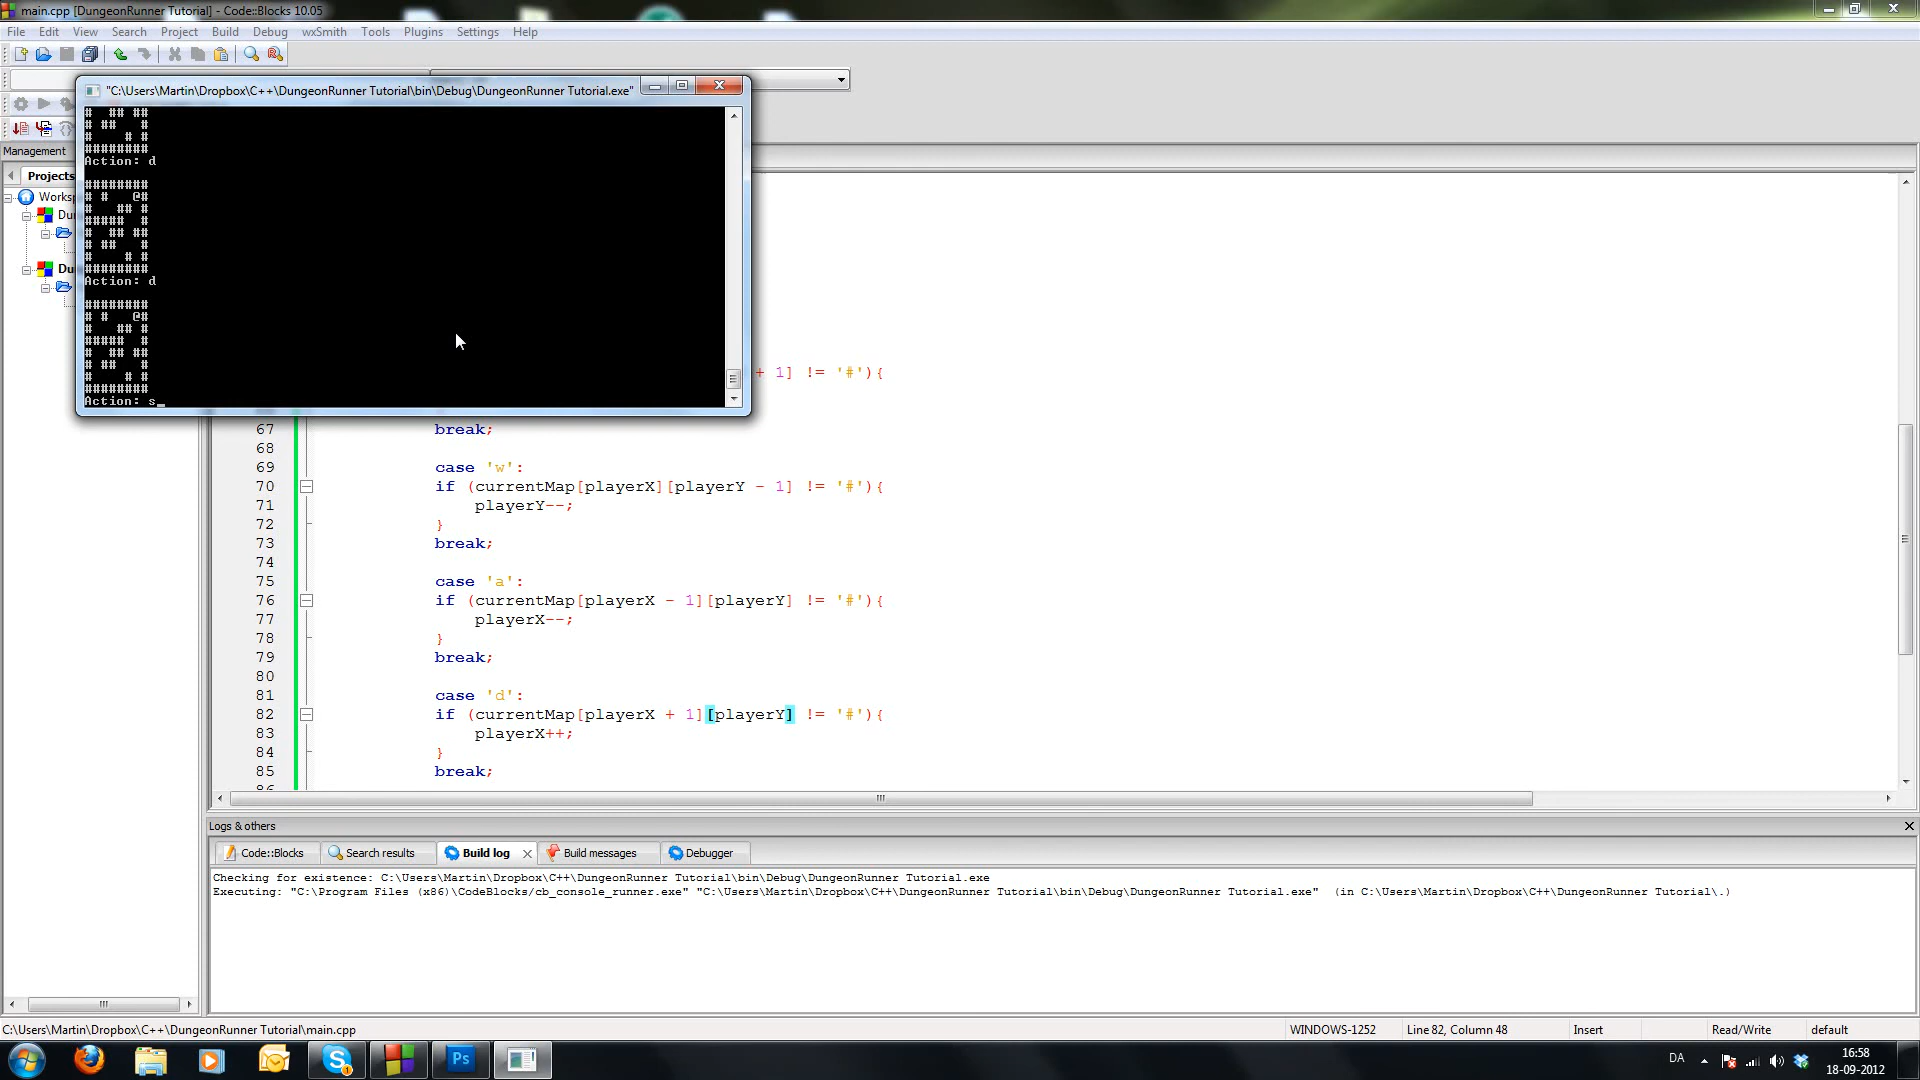 main.cpp [DungeonRunner Tutorial] - Code::Blocks 10.05
File Edit View Search Project Build Debug wxSmith Tools Plugins Settings Help
"C:\Users\Martin\Dropbox\C++\DungeonRunner Tutorial\bin\Debug\DungeonRunner Tutorial.exe"
#  ## ##
# ##   #
#    # #
########
Action: d
########
# #   @#
#   ## #
#####  #
#  ## ##
# ##   #
#    # #
########
Action: d
########
# #   @#
#   ## #
#####  #
#  ## ##
# ##   #
#    # #
########
Action: s_
Management
Projects
Worksp
Du
Du
+ 1] != '#'){
67 break;
68
69 case 'w':
70 if (currentMap[playerX][playerY - 1] != '#'){
71 playerY--;
72 }
73 break;
74
75 case 'a':
76 if (currentMap[playerX - 1][playerY] != '#'){
77 playerX--;
78 }
79 break;
80
81 case 'd':
82 if (currentMap[playerX + 1][playerY] != '#'){
83 playerX++;
84 }
85 break;
86
Logs & others
Code::Blocks Search results Build log Build messages Debugger
Checking for existence: C:\Users\Martin\Dropbox\C++\DungeonRunner Tutorial\bin\Debug\DungeonRunner Tutorial.exe
Executing: "C:\Program Files (x86)\CodeBlocks/cb_console_runner.exe" "C:\Users\Martin\Dropbox\C++\DungeonRunner Tutorial\bin\Debug\DungeonRunner Tutorial.exe"  (in C:\Users\Martin\Dropbox\C++\DungeonRunner Tutorial\.)
C:\Users\Martin\Dropbox\C++\DungeonRunner Tutorial\main.cpp WINDOWS-1252 Line 82, Column 48 Insert Read/Write default
Ps DA 16:58
18-09-2012